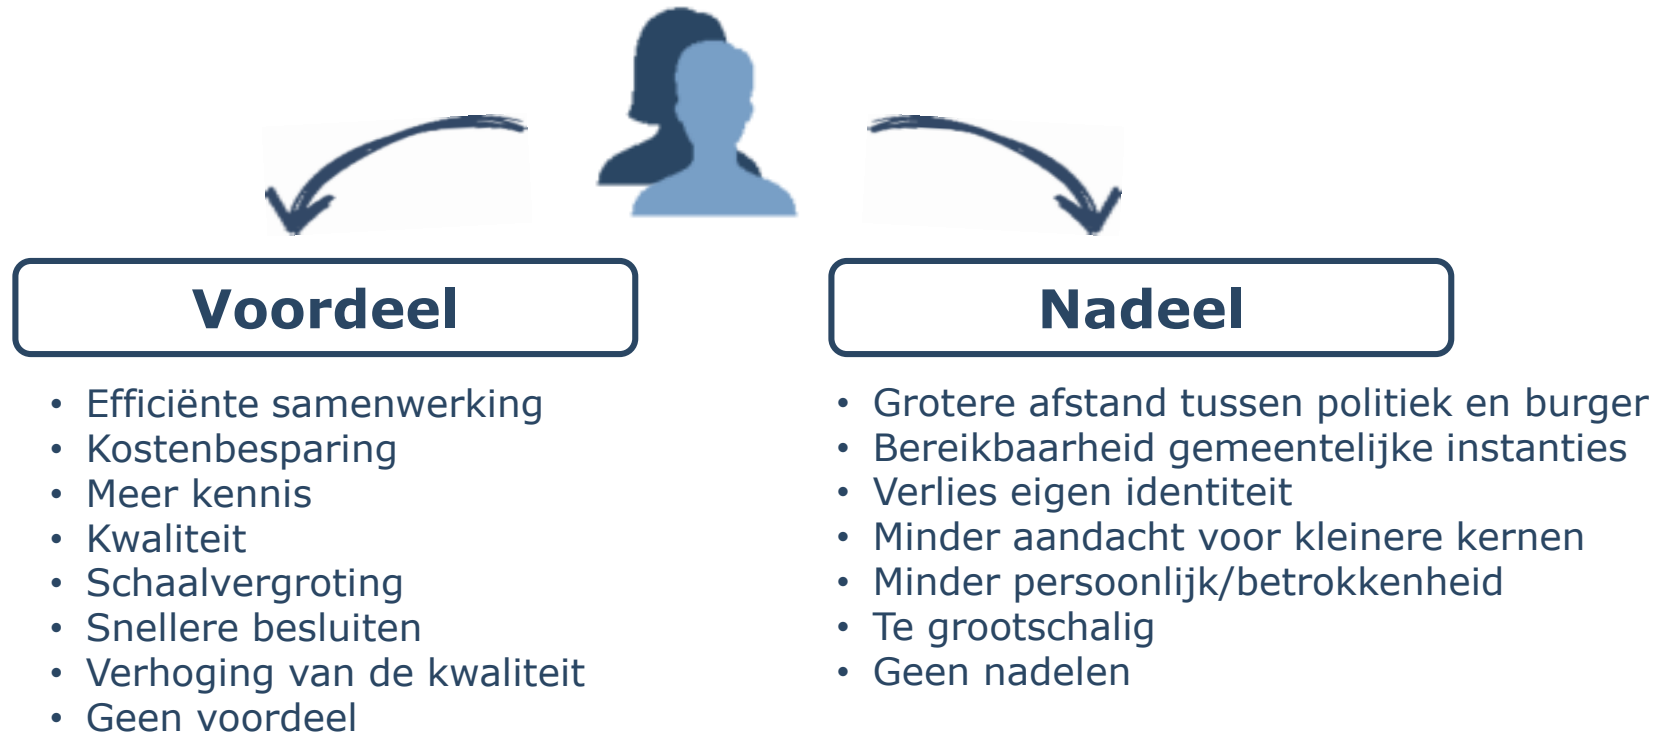 Voordeel
• Efficiënte samenwerking
• Kostenbesparing
• Meer kennis
• Kwaliteit
• Schaalvergroting
• Snellere besluiten
• Verhoging van de kwaliteit
• Geen voordeel
Nadeel
• Grotere afstand tussen politiek en burger
• Bereikbaarheid gemeentelijke instanties
• Verlies eigen identiteit
• Minder aandacht voor kleinere kernen
• Minder persoonlijk/betrokkenheid
• Te grootschalig
• Geen nadelen